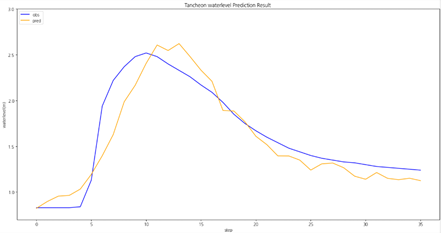 Tancheon waterlevel Prediction Result
obs
pred
3.0
2.5
2.0
1.5
1.0
waterlevel(m)
0 5 10 15 20 25 30 35
step